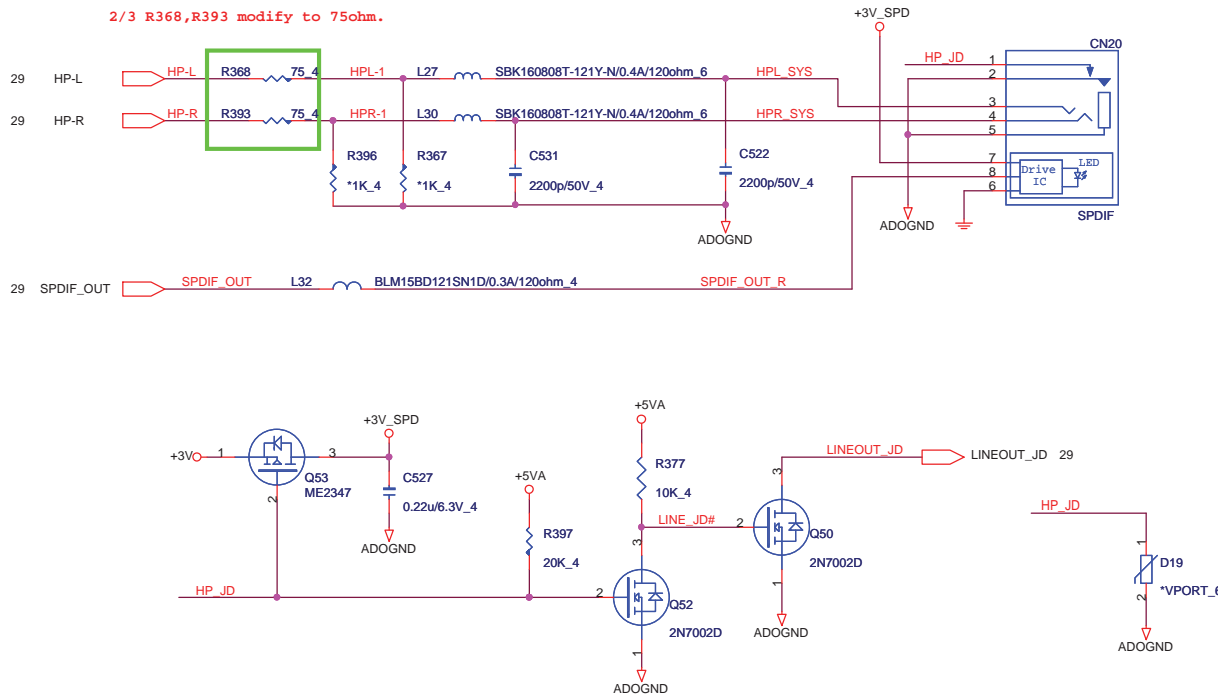 2/3 R368,R393 modify to 75ohm.
+3V_SPD
CN20
29 HP-L HP-L R368 75_4 HPL-1 L27 SBK160808T-121Y-N/0.4A/120ohm_6 HPL_SYS
HP_JD 1
2
3
29 HP-R HP-R R393 75_4 HPR-1 L30 SBK160808T-121Y-N/0.4A/120ohm_6 HPR_SYS
4
5
R396
*1K_4
R367
*1K_4
C531
2200p/50V_4
C522
2200p/50V_4
7
8
6
Drive
IC
LED
SPDIF
ADOGND
ADOGND
29 SPDIF_OUT SPDIF_OUT L32 BLM15BD121SN1D/0.3A/120ohm_4 SPDIF_OUT_R
+3V_SPD
+3V 1 3
Q53
ME2347
2
C527
0.22u/6.3V_4
ADOGND
+5VA
R397
20K_4
HP_JD
+5VA
R377
10K_4
LINE_JD# 2
3
2
Q52
2N7002D
1
ADOGND
3
LINEOUT_JD LINEOUT_JD 29
Q50
2N7002D
1
ADOGND
HP_JD
1
D19
*VPORT_6
2
ADOGND